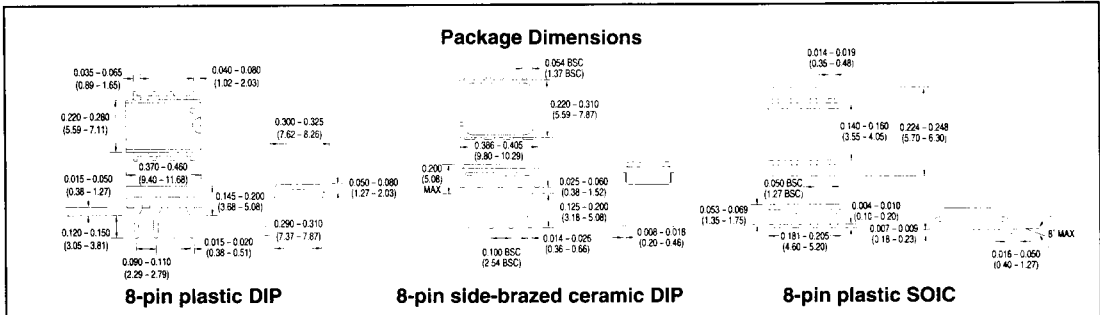 Package Dimensions
0.035 – 0.065
(0.89 – 1.65)
0.040 – 0.080
(1.02 – 2.03)
0.220 – 0.280
(5.59 – 7.11)
0.300 – 0.325
(7.62 – 8.26)
0.370 – 0.460
(9.40 – 11.68)
0.015 – 0.050
(0.38 – 1.27)
0.145 – 0.200
(3.68 – 5.08)
0.050 – 0.080
(1.27 – 2.03)
0.120 – 0.150
(3.05 – 3.81)
0.015 – 0.020
(0.38 – 0.51)
0.290 – 0.310
(7.37 – 7.87)
0.090 – 0.110
(2.29 – 2.79)
8-pin plastic DIP
0.054 BSC
(1.37 BSC)
0.220 – 0.310
(5.59 – 7.87)
0.386 – 0.405
(9.80 – 10.29)
0.200
(5.08)
MAX
0.025 – 0.060
(0.38 – 1.52)
0.125 – 0.200
(3.18 – 5.08)
0.014 – 0.026
(0.36 – 0.66)
0.008 – 0.018
(0.20 – 0.46)
0.100 BSC
(2.54 BSC)
8-pin side-brazed ceramic DIP
0.014 – 0.019
(0.35 – 0.48)
0.140 – 0.160
(3.55 – 4.05)
0.224 – 0.248
(5.70 – 6.30)
0.050 BSC
(1.27 BSC)
0.053 – 0.069
(1.35 – 1.75)
0.004 – 0.010
(0.10 – 0.20)
0.181 – 0.205
(4.60 – 5.20)
0.007 – 0.009
(0.18 – 0.23)
8° MAX
0.016 – 0.050
(0.40 – 1.27)
8-pin plastic SOIC